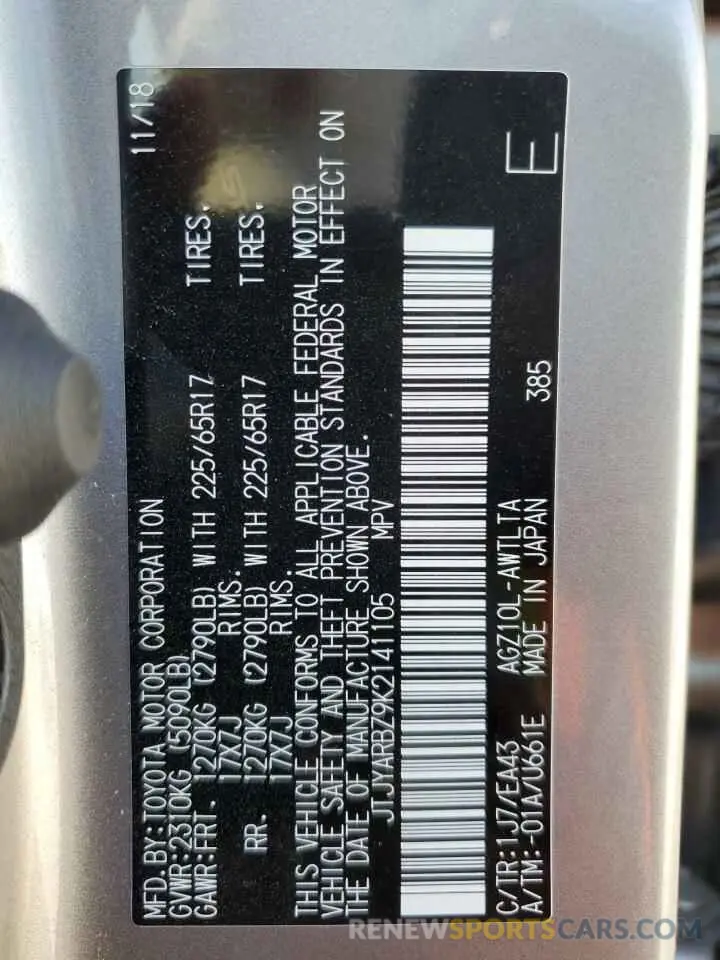 MFD.BY:TOYOTA MOTOR CORPORATION 11/18
GVWR:2310KG (5090LB)
GAWR:FRT. 1270KG (2790LB) WITH 225/65R17 TIRES.
17X7J RIMS.
RR. 1270KG (2790LB) WITH 225/65R17 TIRES.
17X7J RIMS.
THIS VEHICLE CONFORMS TO ALL APPLICABLE FEDERAL MOTOR
VEHICLE SAFETY AND THEFT PREVENTION STANDARDS IN EFFECT ON
THE DATE OF MANUFACTURE SHOWN ABOVE.
JTJYARBZ9K2141105 MPV
C/TR:1J7/EA43 AGZ10L-AWTLTA 385 E
A/TM:-01A/U661E MADE IN JAPAN
RENEWSPORTSCARS.COM